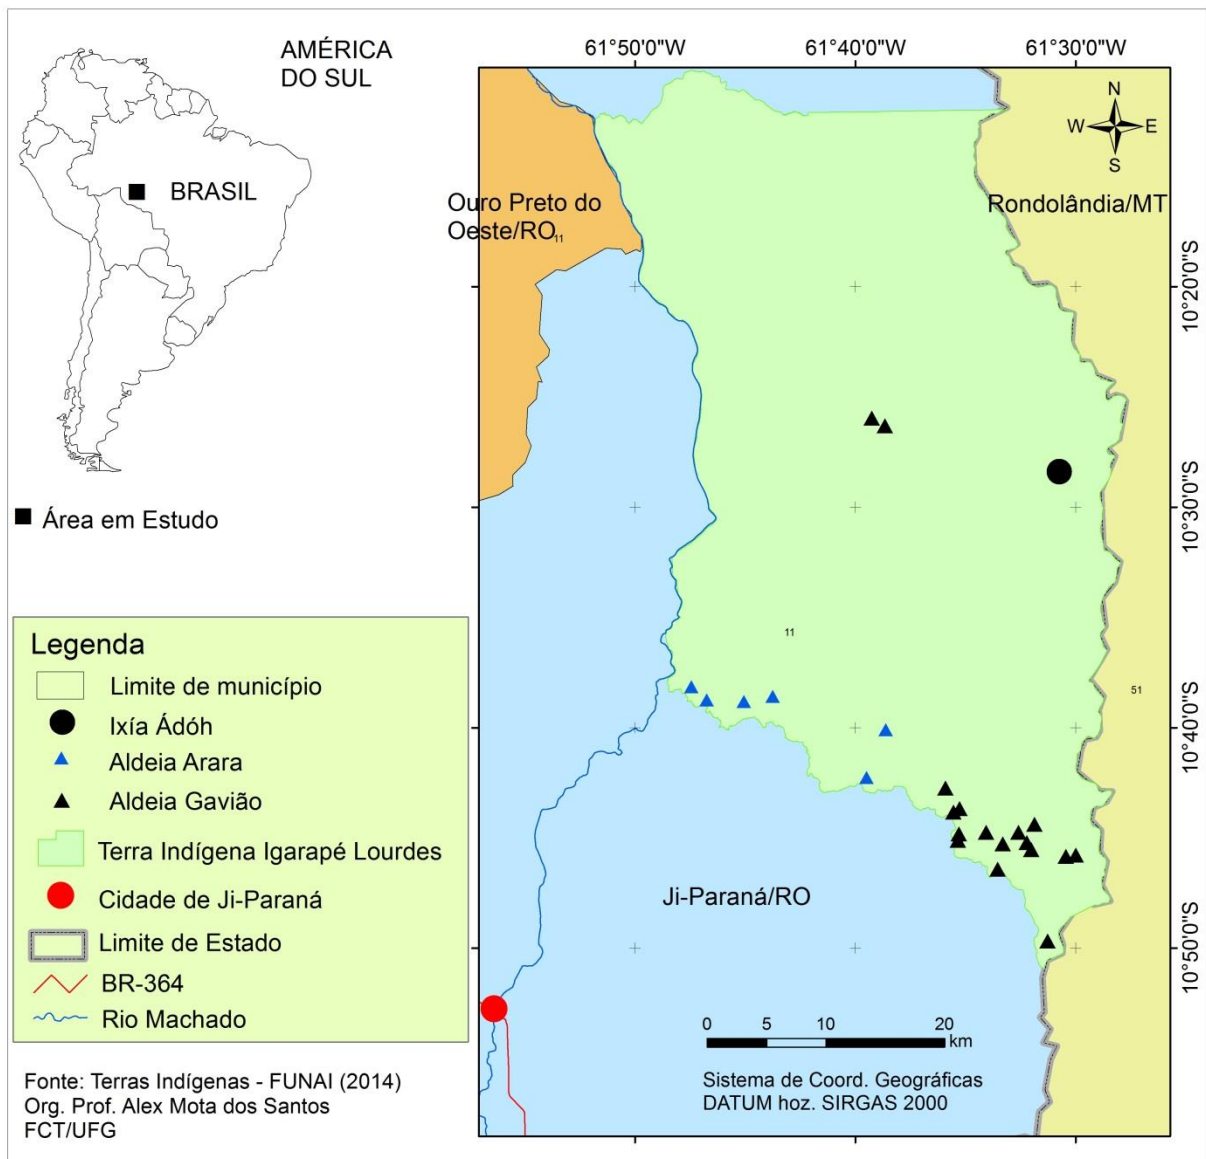 AMÉRICA
DO SUL
BRASIL
Área em Estudo
Legenda
Limite de município
Ixía Ádóh
Aldeia Arara
Aldeia Gavião
Terra Indígena Igarapé Lourdes
Cidade de Ji-Paraná
Limite de Estado
BR-364
Rio Machado
Fonte: Terras Indígenas - FUNAI (2014)
Org. Prof. Alex Mota dos Santos
FCT/UFG
61°50'0"W 61°40'0"W 61°30'0"W
N
W E
S
Ouro Preto do
Oeste/RO
11
Rondolândia/MT
10°20'0"S
10°30'0"S
11
51
10°40'0"S
Ji-Paraná/RO
10°50'0"S
0 5 10 20
km
Sistema de Coord. Geográficas
DATUM hoz. SIRGAS 2000